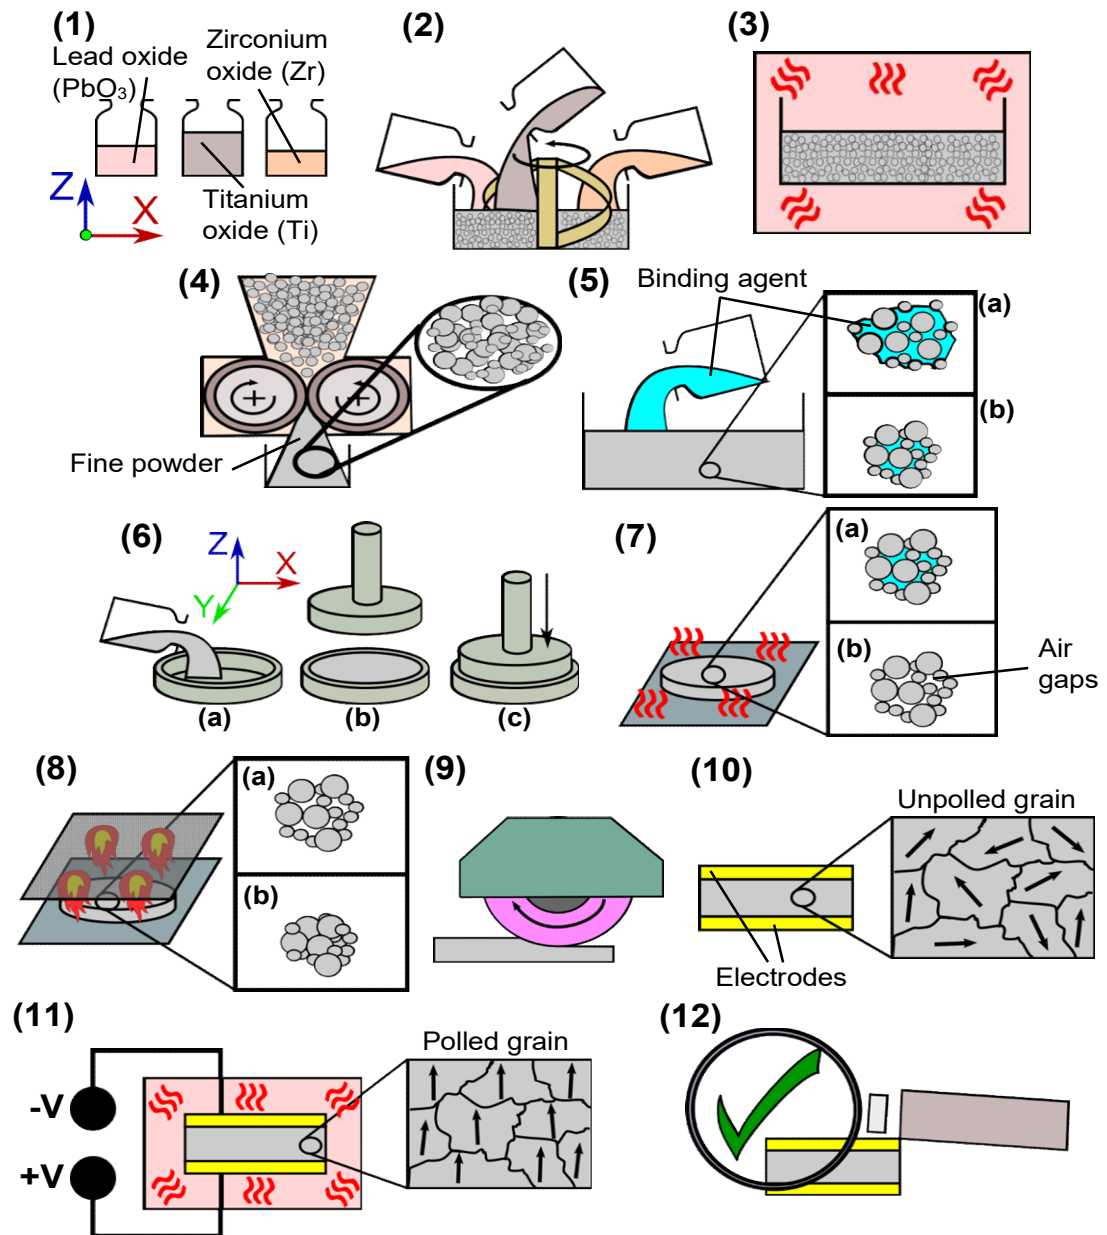 (1)
Lead oxide
(PbO₃)
Zirconium
oxide (Zr)
Titanium
oxide (Ti)
Z
X
(2)
(3)
(4)
Fine powder
(5)
Binding agent
(a)
(b)
(6)
Z
X
Y
(a)
(b)
(c)
(7)
(a)
(b)
Air
gaps
(8)
(a)
(b)
(9)
(10)
Unpolled grain
Electrodes
(11)
-V
+V
Polled grain
(12)